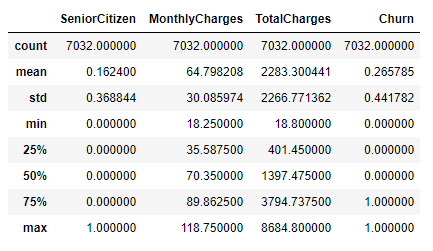 SeniorCitizen MonthlyCharges TotalCharges Churn
count 7032.000000 7032.000000 7032.000000 7032.000000
mean 0.162400 64.798208 2283.300441 0.265785
std 0.368844 30.085974 2266.771362 0.441782
min 0.000000 18.250000 18.800000 0.000000
25% 0.000000 35.587500 401.450000 0.000000
50% 0.000000 70.350000 1397.475000 0.000000
75% 0.000000 89.862500 3794.737500 1.000000
max 1.000000 118.750000 8684.800000 1.000000